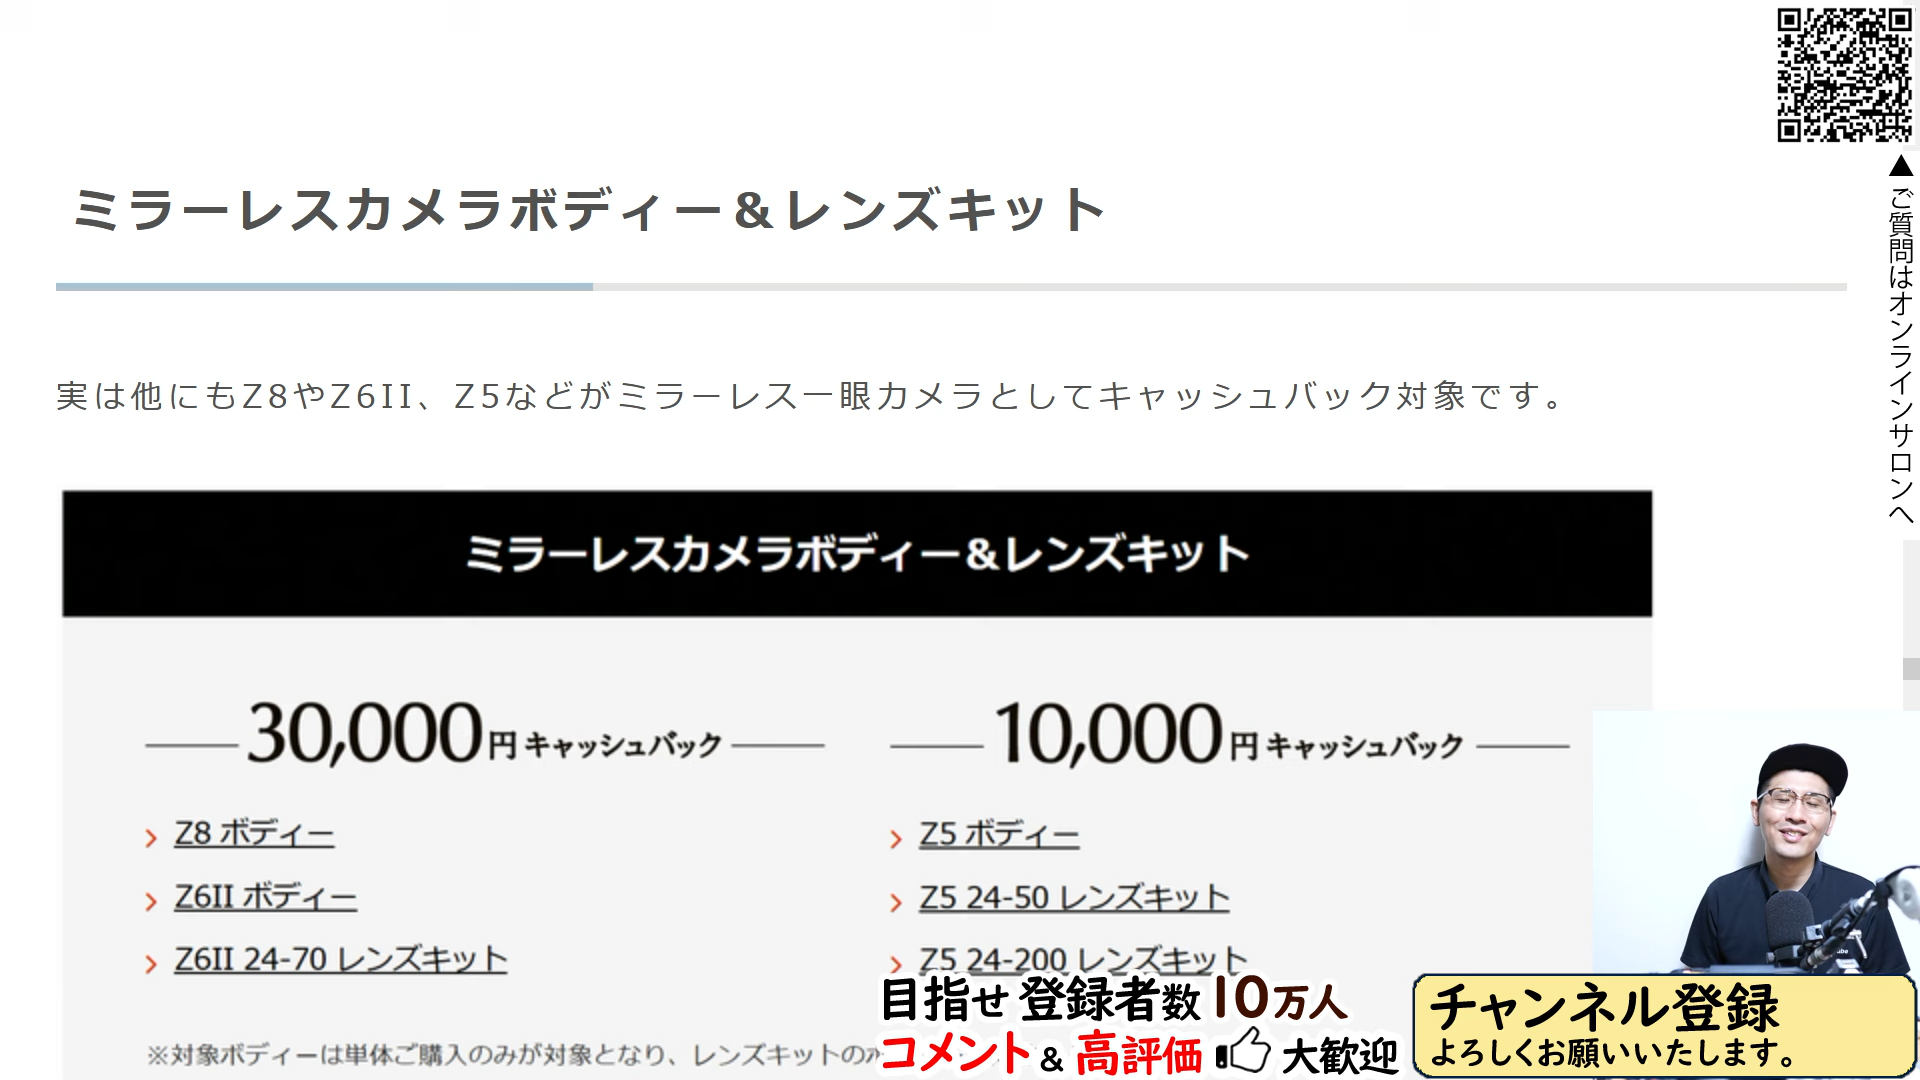 ミラーレスカメラボディー＆レンズキット
実は他にもZ8やZ6II、Z5などがミラーレス一眼カメラとしてキャッシュバック対象です。
ミラーレスカメラボディー&レンズキット
30,000円キャッシュバック
Z8 ボディー
Z6II ボディー
Z6II 24-70 レンズキット
10,000円キャッシュバック
Z5 ボディー
Z5 24-50 レンズキット
Z5 24-200 レンズキット
※対象ボディーは単体ご購入のみが対象となり、レンズキットの
▲ご質問はオンラインサロンへ
目指せ 登録者数 10万人
コメント & 高評価 大歓迎
チャンネル登録
よろしくお願いいたします。